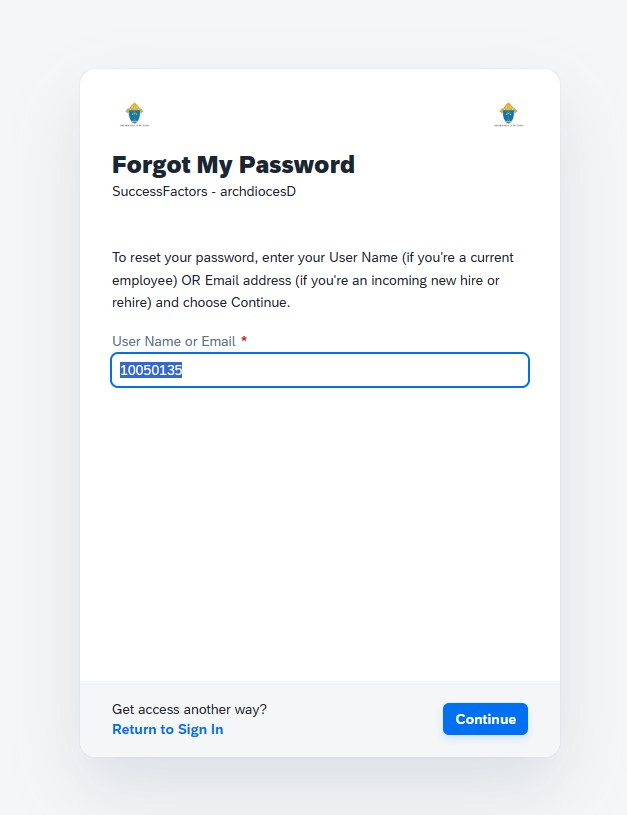 Forgot My Password
SuccessFactors - archdiocesD
To reset your password, enter your User Name (if you're a current
employee) OR Email address (if you're an incoming new hire or
rehire) and choose Continue.
User Name or Email *
10050135
Get access another way?
Return to Sign In
Continue